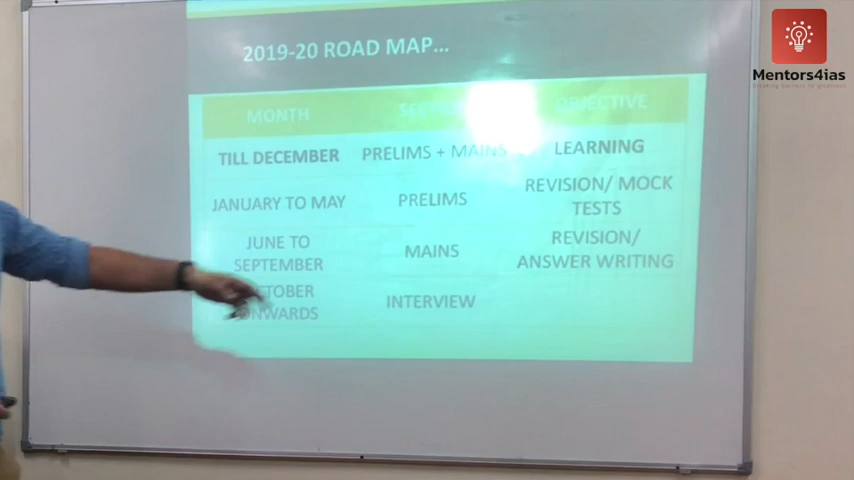 Mentors4ias
2019-20 ROAD MAP...
MONTH OBJECTIVE
TILL DECEMBER PRELIMS + MAINS LEARNING
JANUARY TO MAY PRELIMS REVISION/ MOCK
TESTS
JUNE TO
SEPTEMBER MAINS REVISION/
ANSWER WRITING
INTERVIEW